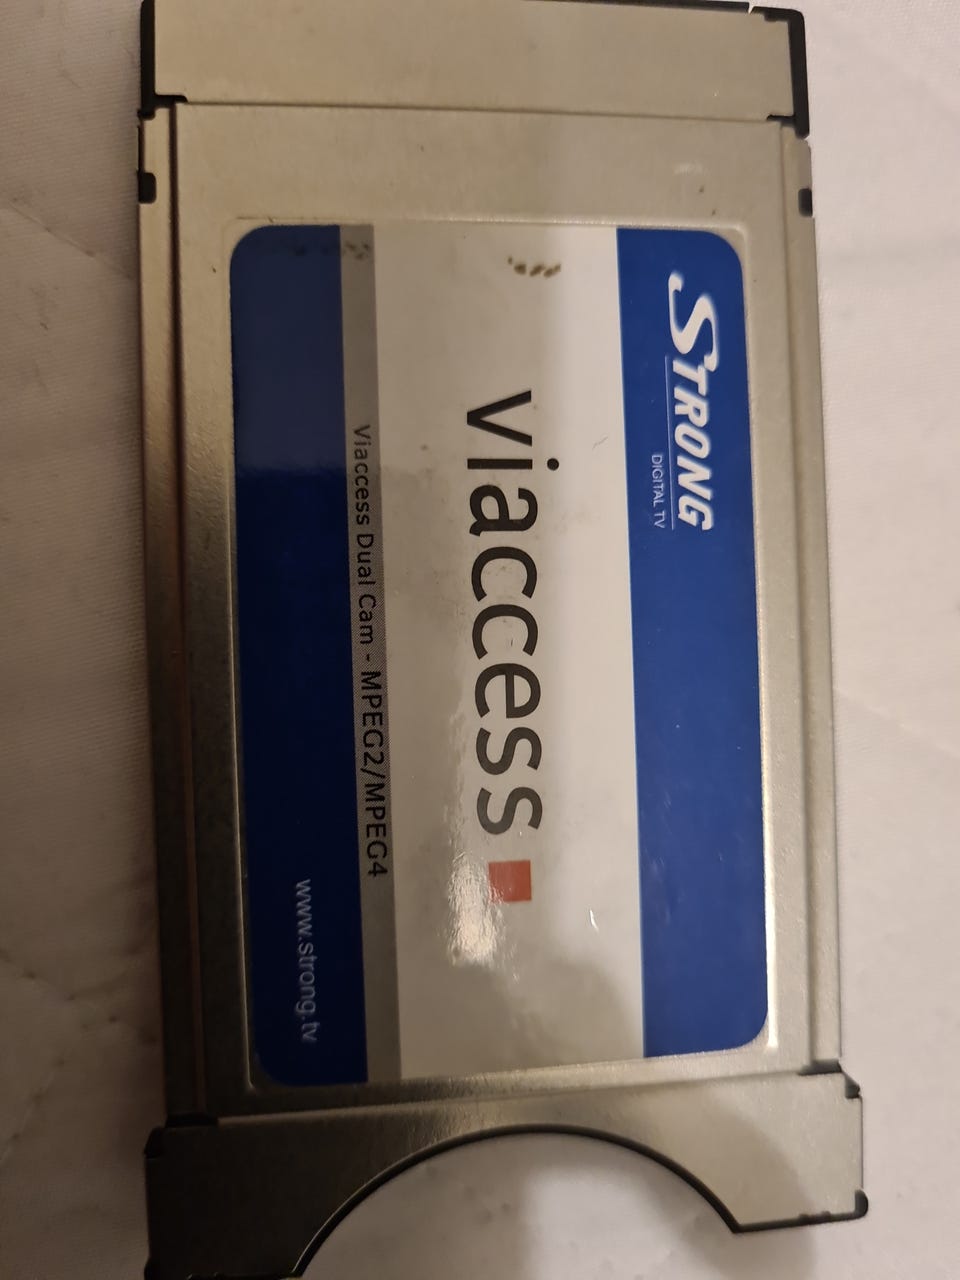 STRONG
DIGITAL TV
viaccess
Viaccess Dual Cam - MPEG2/MPEG4
www.strong.tv